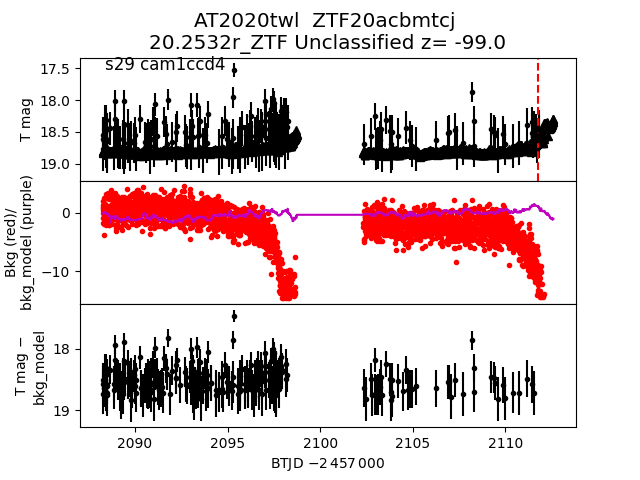 AT2020twl  ZTF20acbmtcj
20.2532r_ZTF Unclassified z= -99.0
s29 cam1ccd4
17.5
18.0
18.5
19.0
T mag
0
−10
Bkg (red)/
bkg_model (purple)
18
19
T mag −
bkg_model
2090 2095 2100 2105 2110
BTJD −2 457 000